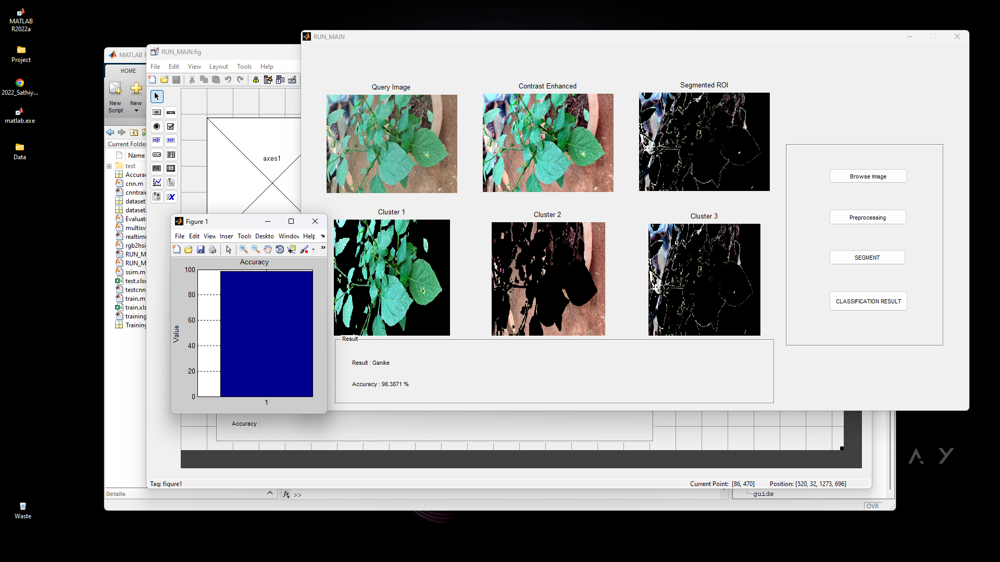 MATLAB
R2022a
Project
2022_Sathiy...
matlab.exe
Data
Waste
MATLAB
HOME
New
Script
New
Current Folde
Name
test
Accurac
cnn.m
cnntrain
dataset
dataset
Evaluate
multisv
realtime
rgb2hsi
RUN_M
RUN_M
ssim.m
test.xlsx
testcnn
train.m
train.xls
training
Training
Details
RUN_MAIN.fig
File Edit View Layout Tools Help
axes1
Accuracy :
Tag: figure1
Current Point: [86, 470] Position: [520, 32, 1273, 696]
fx >>
guide
OVR
Figure 1
File Edit View Inser Tools Deskto Window Help
Accuracy
100
80
60
40
20
0
Value
1
RUN_MAIN
Query Image
Contrast Enhanced
Segmented ROI
Cluster 1
Cluster 2
Cluster 3
Browse Image
Preprocessing
SEGMENT
CLASSIFICATION RESULT
Result
Result : Ganike
Accuracy : 98.3871 %